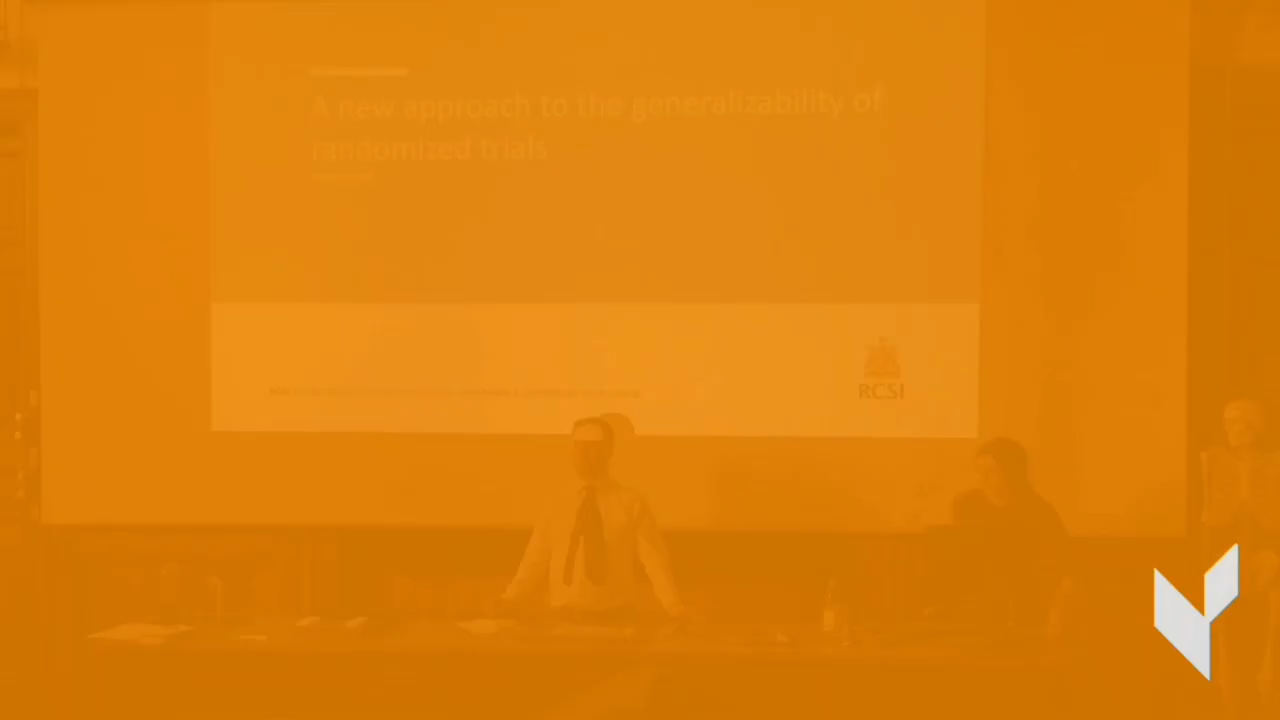 A new approach to the generalizability of
randomized trials
RCSI